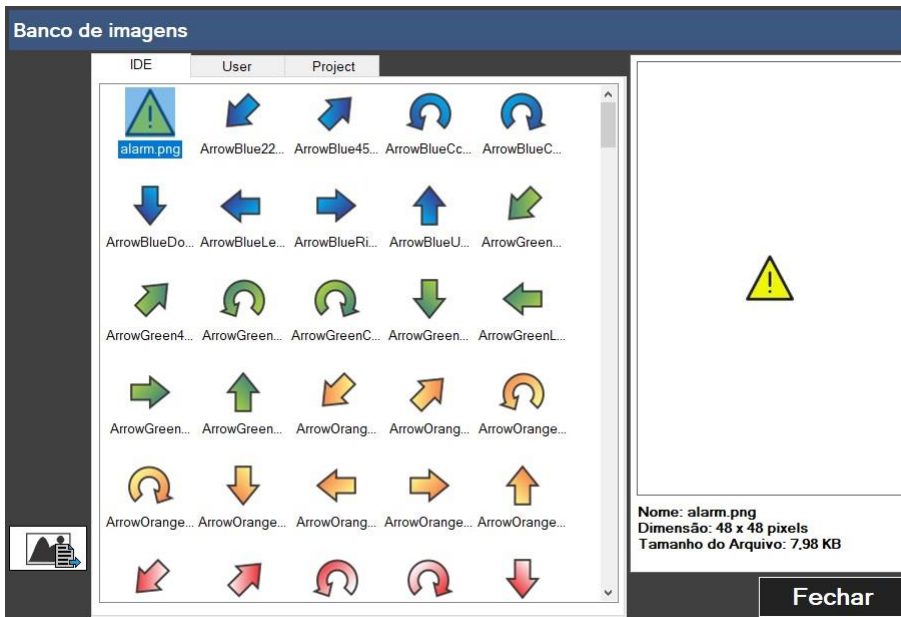 Banco de imagens
IDE User Project
alarm.png ArrowBlue22... ArrowBlue45... ArrowBlueCc... ArrowBlueC...
ArrowBlueDo... ArrowBlueLe... ArrowBlueRi... ArrowBlueU... ArrowGreen...
ArrowGreen4... ArrowGreen... ArrowGreenC... ArrowGreen... ArrowGreenL...
ArrowGreen... ArrowGreen... ArrowOrang... ArrowOrang... ArrowOrange...
ArrowOrange... ArrowOrange... ArrowOrang... ArrowOrange... ArrowOrange...
Nome: alarm.png
Dimensão: 48 x 48 pixels
Tamanho do Arquivo: 7,98 KB
Fechar